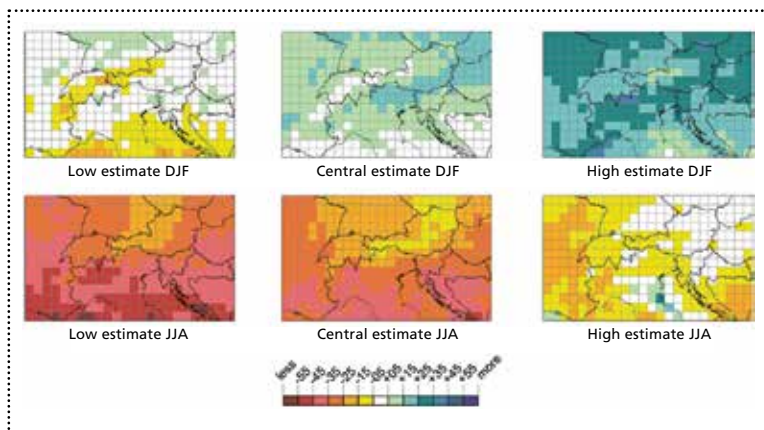 Low estimate DJF
Central estimate DJF
High estimate DJF
Low estimate JJA
Central estimate JJA
High estimate JJA
less -55 -45 -35 -25 -15 -05 +05 +15 +25 +35 +45 +55 more